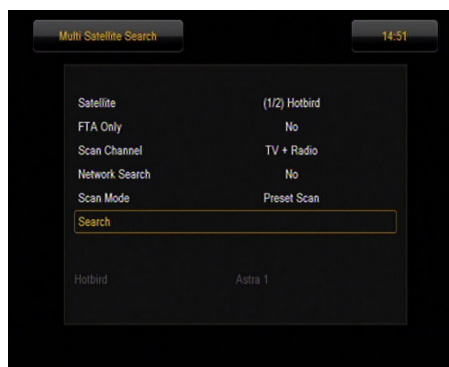 Multi Satellite Search 14:51
Satellite (1/2) Hotbird
FTA Only No
Scan Channel TV + Radio
Network Search No
Scan Mode Preset Scan
Search
Hotbird Astra 1